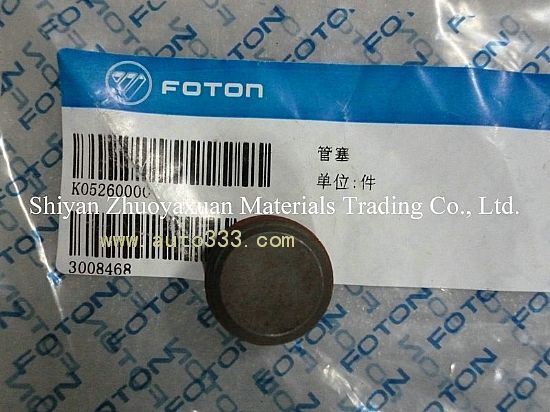 FOTON
管塞
K05260000
单位:件
Shiyan Zhuoyaxuan Materials Trading Co., Ltd.
www.auto333.com
3008468
FOTON
FOTON
FOTON